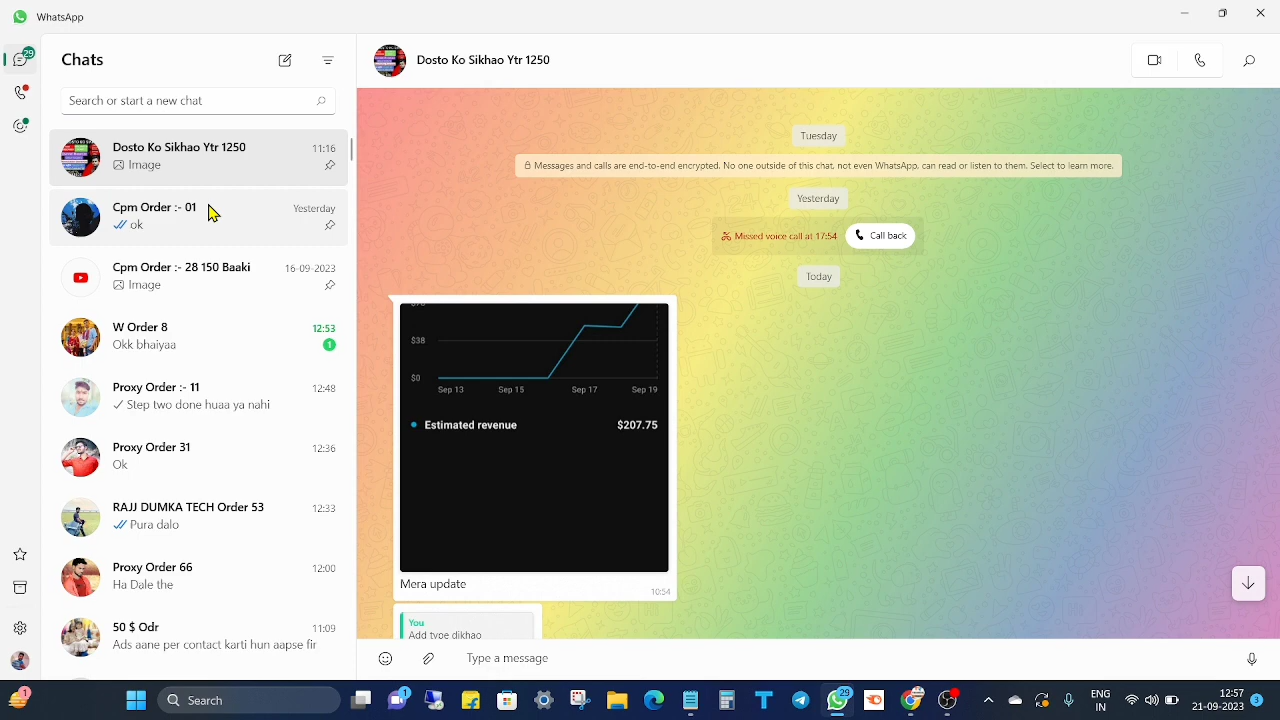 WhatsApp
29
Chats
Search or start a new chat
Dosto Ko Sikhao Ytr 1250
11:16
Image
Cpm Order :- 01
Yesterday
ok
Cpm Order :- 28 150 Baaki
16-09-2023
Image
W Order 8
12:53
Okk bhaiyaa
1
Proxy Order :- 11
12:48
Step two done huaa ya nahi
Proxy Order 31
12:36
Ok
RAJJ DUMKA TECH Order 53
12:33
Pura dalo
Proxy Order 66
12:00
Ha Dale the
50 $ Odr
11:09
Ads aane per contact karti hun aapse fir
Dosto Ko Sikhao Ytr 1250
Tuesday
Messages and calls are end-to-end encrypted. No one outside of this chat, not even WhatsApp, can read or listen to them. Select to learn more.
Yesterday
Missed voice call at 17:54
Call back
Today
$38
$0
Sep 13 Sep 15 Sep 17 Sep 19
Estimated revenue $207.75
Mera update
10:54
You
Add type dikhao
Type a message
1
Search
1
29
ENG
IN
12:57
21-09-2023
3